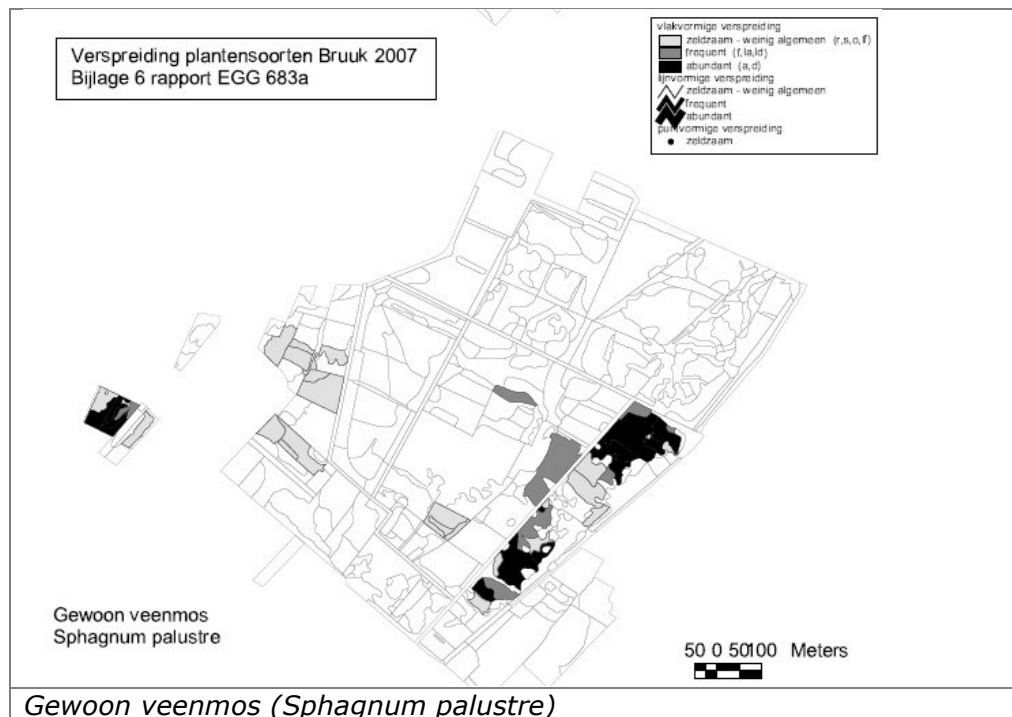 Verspreiding plantensoorten Bruuk 2007
Bijlage 6 rapport EGG 683a
vlakvormige verspreiding
zeldzaam - weinig algemeen (r,s,o,lf)
frequent (f,la,ld)
abundant (a,d)
lijnvormige verspreiding
zeldzaam - weinig algemeen
frequent
abundant
puntvormige verspreiding
zeldzaam
Gewoon veenmos
Sphagnum palustre
50 0 50100 Meters
Gewoon veenmos (Sphagnum palustre)